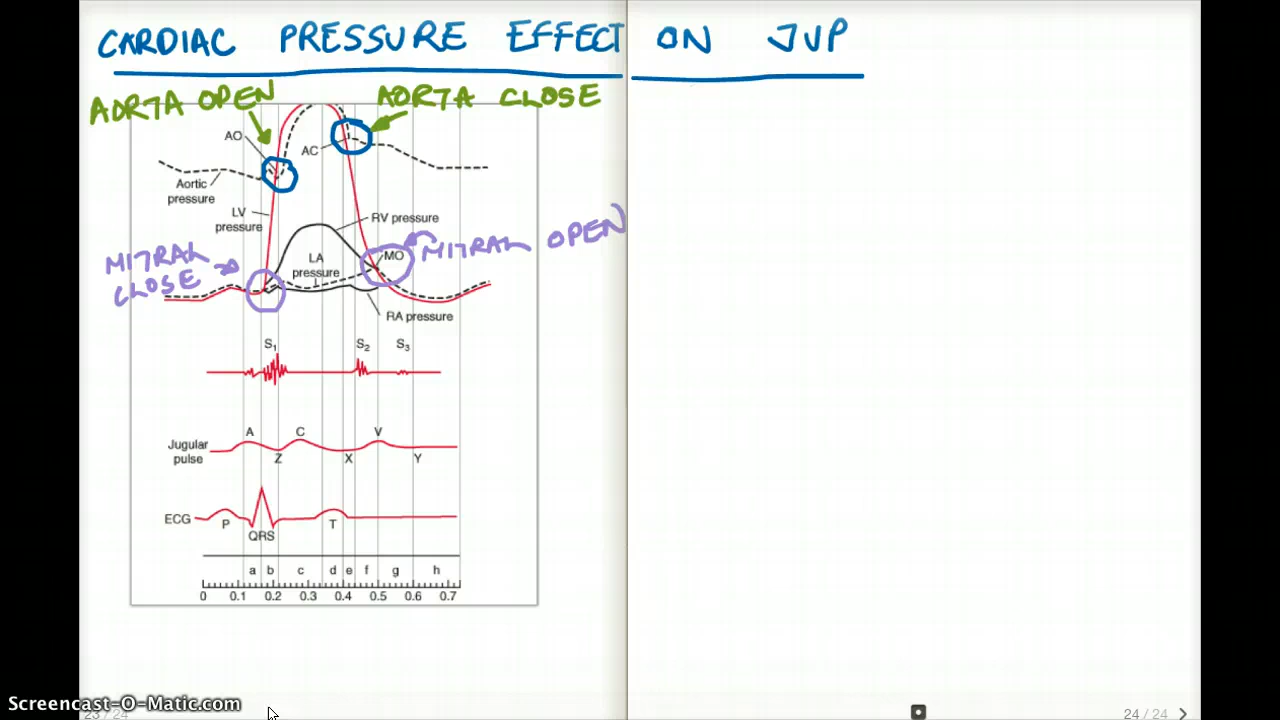 CARDIAC PRESSURE EFFECT ON JVP
AORTA OPEN
AORTA CLOSE
AO
AC
Aortic
pressure
LV
pressure
RV pressure
MITRAL
CLOSE
MITRAL OPEN
LA
pressure
MO
RA pressure
S1
S2
S3
A
C
V
Jugular
pulse
Z
X
Y
ECG
P
QRS
T
a b c d e f g h
0 0.1 0.2 0.3 0.4 0.5 0.6 0.7
Screencast-O-Matic.com
23 / 24
24 / 24